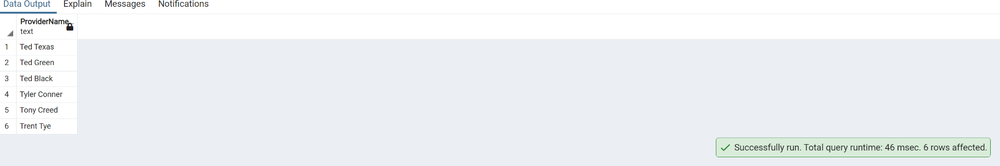 Data Output Explain Messages Notifications
ProviderName
text
1 Ted Texas
2 Ted Green
3 Ted Black
4 Tyler Conner
5 Tony Creed
6 Trent Tye
Successfully run. Total query runtime: 46 msec. 6 rows affected.